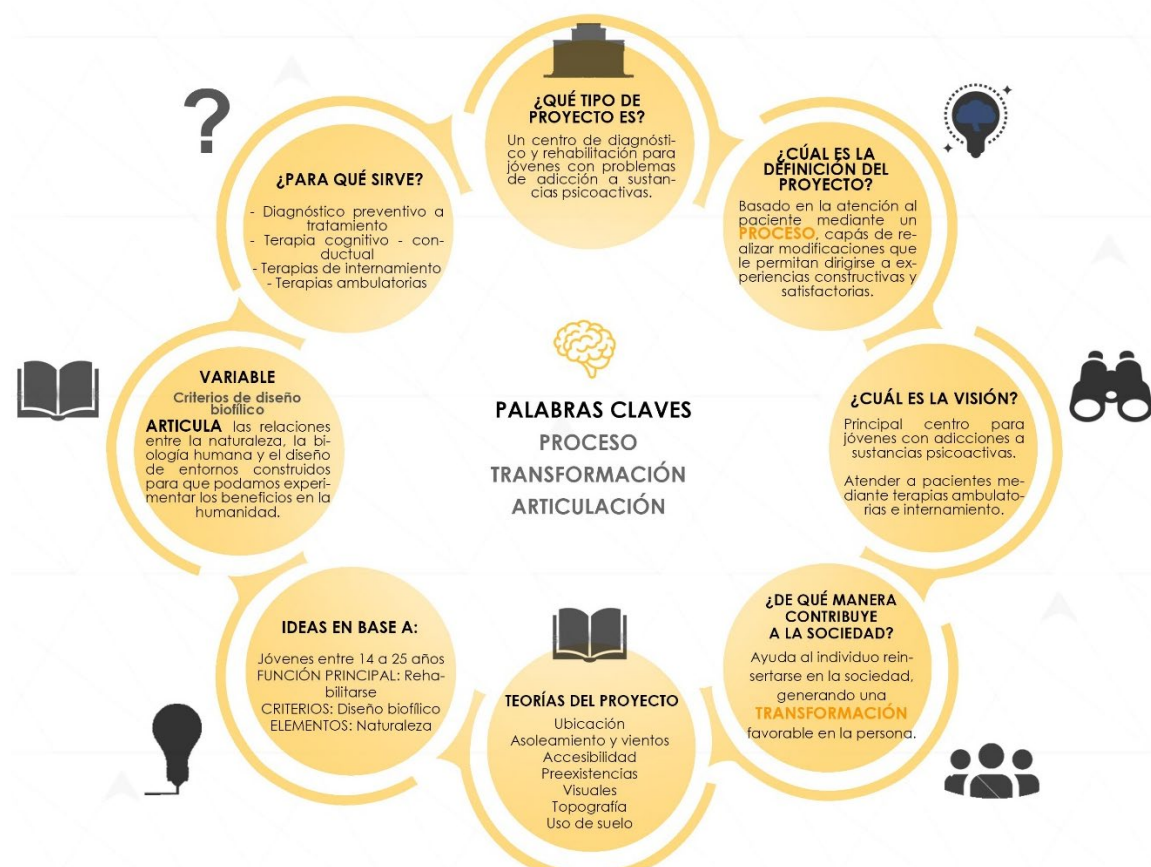 ¿QUÉ TIPO DE
PROYECTO ES?
Un centro de diagnósti-
co y rehabilitación para
jóvenes con problemas
de adicción a sustan-
cias psicoactivas.
¿CÚAL ES LA
DEFINICIÓN DEL
PROYECTO?
Basado en la atención al
paciente mediante un
PROCESO, capás de re-
alizar modificaciones que
le permitan dirigirse a ex-
periencias constructivas y
satisfactorias.
¿CUÁL ES LA VISIÓN?
Principal centro para
jóvenes con adicciones a
sustancias psicoactivas.
Atender a pacientes me-
diante terapias ambulato-
rias e internamiento.
¿DE QUÉ MANERA
CONTRIBUYE
A LA SOCIEDAD?
Ayuda al individuo rein-
sertarse en la sociedad,
generando una
TRANSFORMACIÓN
favorable en la persona.
TEORÍAS DEL PROYECTO
Ubicación
Asoleamiento y vientos
Accesibilidad
Preexistencias
Visuales
Topografía
Uso de suelo
IDEAS EN BASE A:
Jóvenes entre 14 a 25 años
FUNCIÓN PRINCIPAL: Reha-
bilitarse
CRITERIOS: Diseño biofílico
ELEMENTOS: Naturaleza
VARIABLE
Criterios de diseño
biofílico
ARTICULA las relaciones
entre la naturaleza, la bi-
ología humana y el diseño
de entornos construidos
para que podamos experi-
mentar los beneficios en la
humanidad.
¿PARA QUÉ SIRVE?
- Diagnóstico preventivo a
tratamiento
- Terapia cognitivo - con-
ductual
- Terapias de internamiento
- Terapias ambulatorias
PALABRAS CLAVES
PROCESO
TRANSFORMACIÓN
ARTICULACIÓN
?